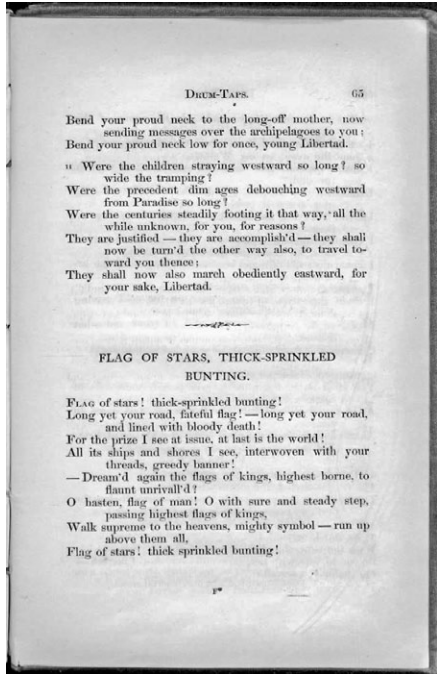 DRUM-TAPS. 65
Bend your proud neck to the long-off mother, now
sending messages over the archipelagoes to you;
Bend your proud neck low for once, young Libertad.
11 Were the children straying westward so long? so
wide the tramping?
Were the precedent dim ages debouching westward
from Paradise so long?
Were the centuries steadily footing it that way, all the
while unknown, for you, for reasons?
They are justified — they are accomplish'd — they shall
now be turn'd the other way also, to travel to-
ward you thence;
They shall now also march obediently eastward, for
your sake, Libertad.
FLAG OF STARS, THICK-SPRINKLED
BUNTING.
FLAG of stars! thick-sprinkled bunting!
Long yet your road, fateful flag! — long yet your road,
and lined with bloody death!
For the prize I see at issue, at last is the world!
All its ships and shores I see, interwoven with your
threads, greedy banner!
— Dream'd again the flags of kings, highest borne, to
flaunt unrivall'd?
O hasten, flag of man! O with sure and steady step,
passing highest flags of kings,
Walk supreme to the heavens, mighty symbol — run up
above them all,
Flag of stars! thick sprinkled bunting!
F*